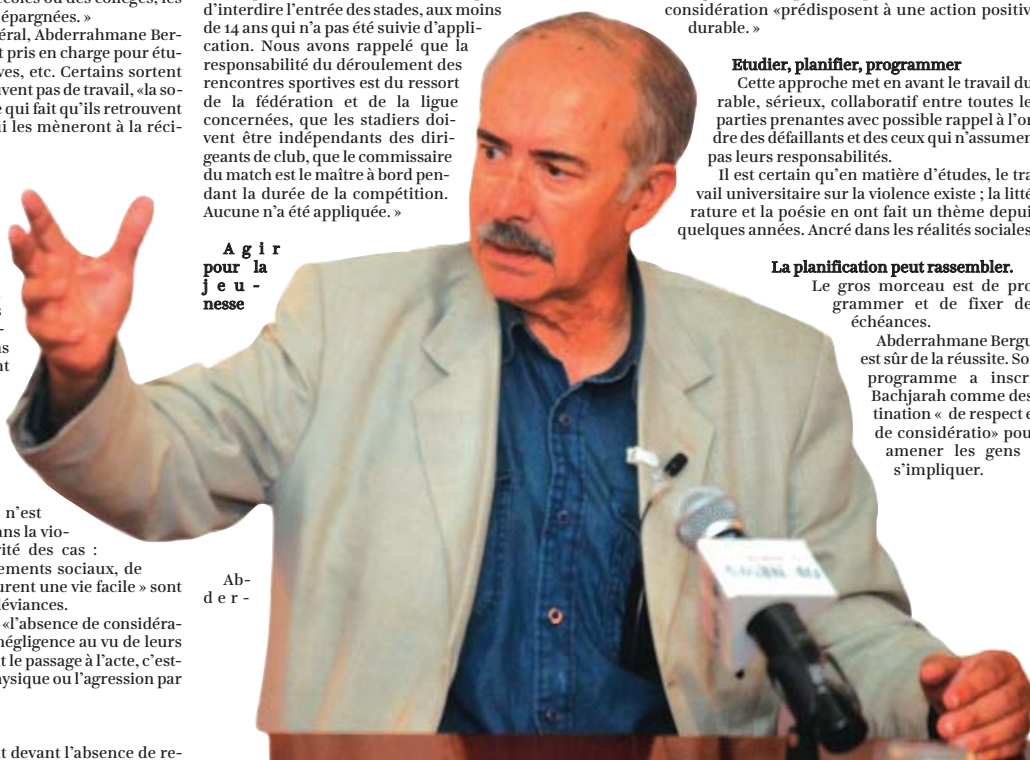 écoles ou des collèges, les
épargnées. »
éral, Abderrahmane Ber-
t pris en charge pour étu-
ves, etc. Certains sortent
uvent pas de travail, «la so-
e qui fait qu'ils retrouvent
ui les mèneront à la réci-
n'est
ans la vio-
rité des cas :
ements sociaux, de
urent une vie facile » sont
déviances.
«l'absence de considéra-
négligence au vu de leurs
t le passage à l'acte, c'est-
hysique ou l'agression par
t devant l'absence de re-
d'interdire l'entrée des stades, aux moins
de 14 ans qui n'a pas été suivie d'appli-
cation. Nous avons rappelé que la
responsabilité du déroulement des
rencontres sportives est du ressort
de la fédération et de la ligue
concernées, que les stadiers doi-
vent être indépendants des diri-
geants de club, que le commissaire
du match est le maître à bord pen-
dant la durée de la compétition.
Aucune n'a été appliquée. »
Agir
pour la
jeu-
nesse
Ab-
der-
considération «prédisposent à une action positiv
durable. »
Etudier, planifier, programmer
Cette approche met en avant le travail du
rable, sérieux, collaboratif entre toutes le
parties prenantes avec possible rappel à l'or
dre des défaillants et des ceux qui n'assumen
pas leurs responsabilités.
Il est certain qu'en matière d'études, le tra
vail universitaire sur la violence existe ; la litté
rature et la poésie en ont fait un thème depui
quelques années. Ancré dans les réalités sociales
La planification peut rassembler.
Le gros morceau est de pro
grammer et de fixer de
échéances.
Abderrahmane Bergu
est sûr de la réussite. So
programme a inscri
Bachjarah comme des
tination « de respect e
de considératio» pou
amener les gens
s'impliquer.